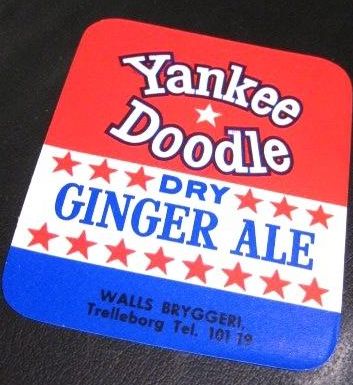 Yankee
Doodle
DRY
GINGER ALE
WALLS BRYGGERI,
Trelleborg Tel. 101 19